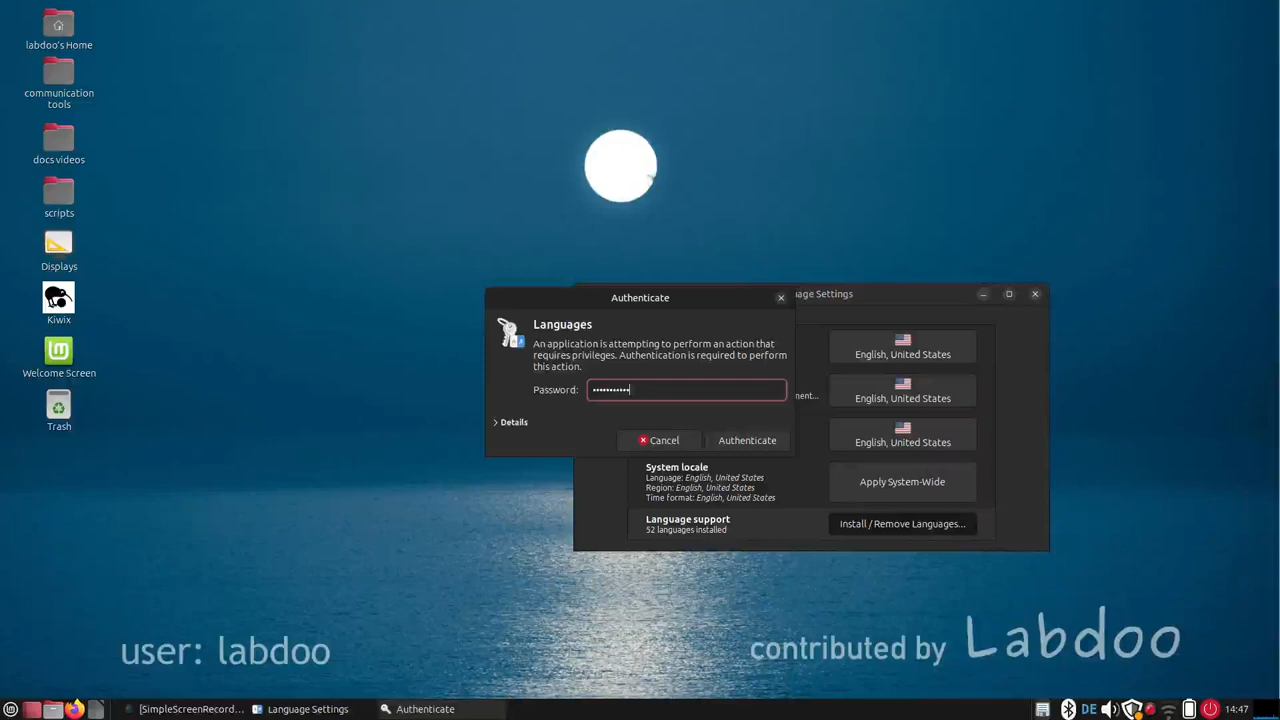 labdoo's Home
communication
tools
docs videos
scripts
Displays
Kiwix
Welcome Screen
Trash
Authenticate
Languages
An application is attempting to perform an action that
requires privileges. Authentication is required to perform
this action.
Password: •••••••••••
Details
Cancel
Authenticate
uage Settings
English, United States
ment...
English, United States
English, United States
System locale
Language: English, United States
Region: English, United States
Time format: English, United States
Apply System-Wide
Language support
52 languages installed
Install / Remove Languages...
user: labdoo
contributed by Labdoo
[SimpleScreenRecord...
Language Settings
Authenticate
DE
14:47